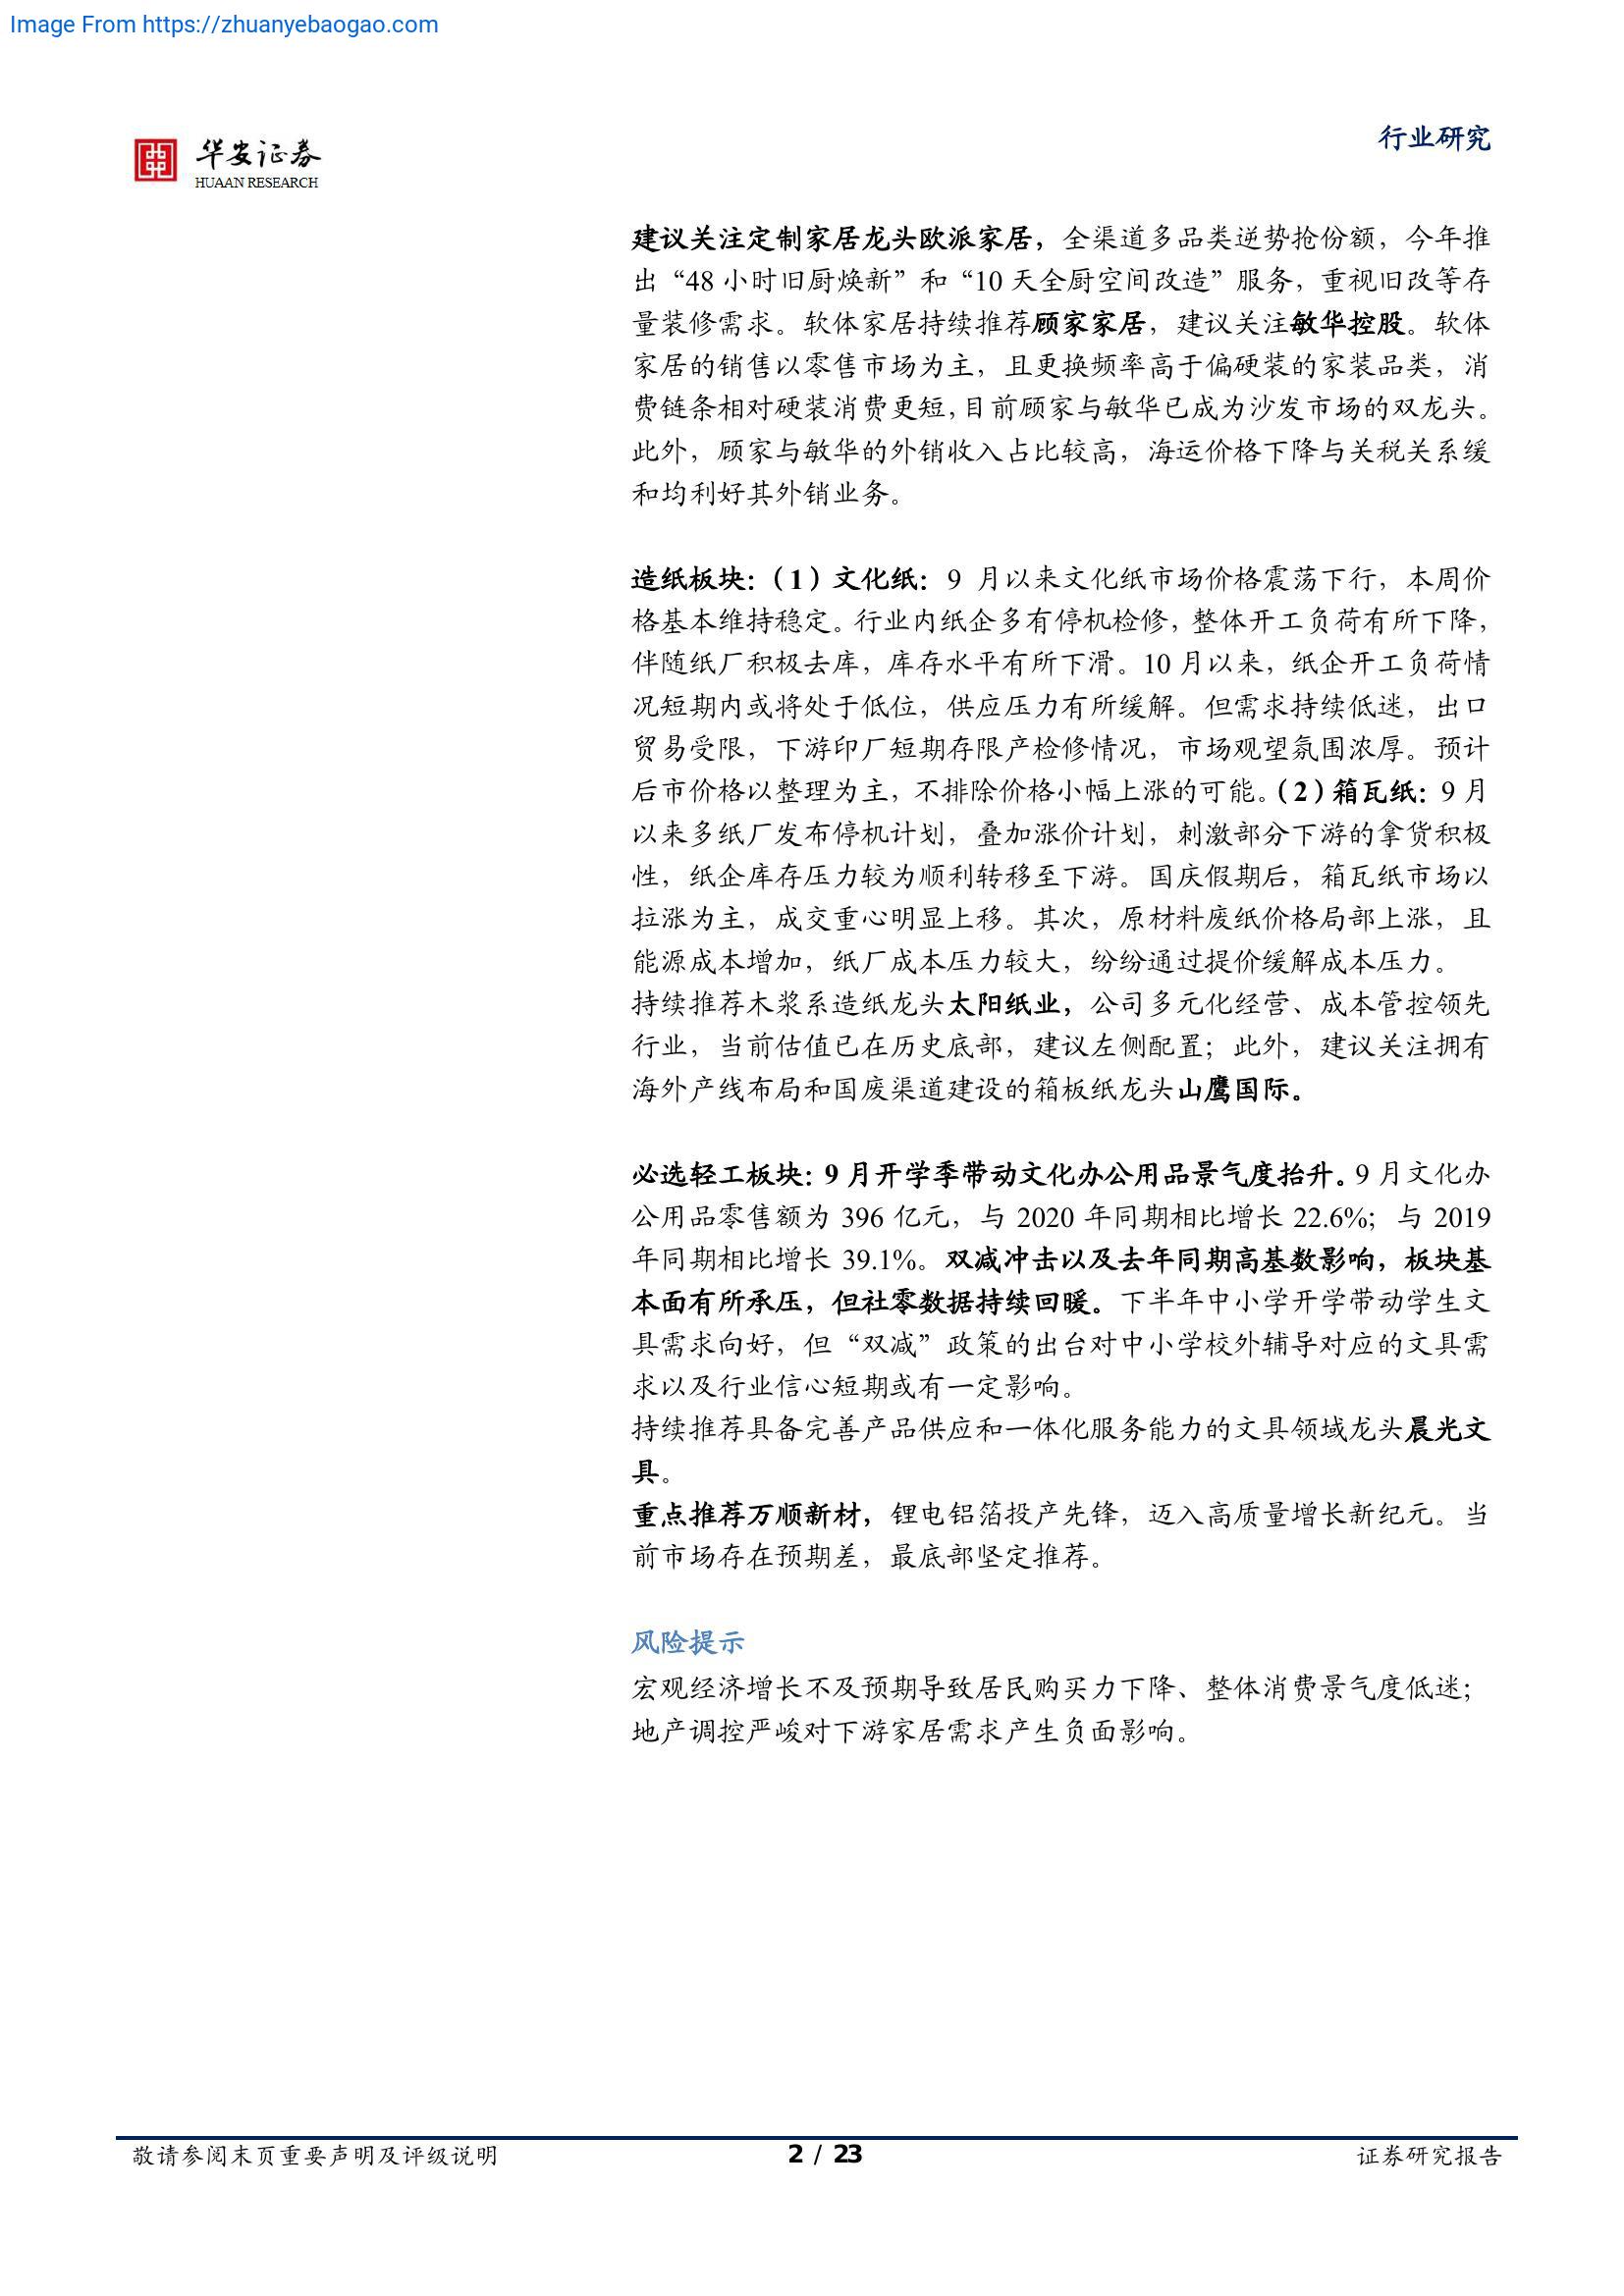 Image From https://zhuanyebaogao.com
华安证券
HUAAN RESEARCH
行业研究
建议关注定制家居龙头欧派家居，全渠道多品类逆势抢份额，今年推
出“48 小时旧厨焕新”和“10 天全厨空间改造”服务，重视旧改等存
量装修需求。软体家居持续推荐顾家家居，建议关注敏华控股。软体
家居的销售以零售市场为主，且更换频率高于偏硬装的家装品类，消
费链条相对硬装消费更短，目前顾家与敏华已成为沙发市场的双龙头。
此外，顾家与敏华的外销收入占比较高，海运价格下降与关税关系缓
和均利好其外销业务。
造纸板块：（1）文化纸：9 月以来文化纸市场价格震荡下行，本周价
格基本维持稳定。行业内纸企多有停机检修，整体开工负荷有所下降，
伴随纸厂积极去库，库存水平有所下滑。10 月以来，纸企开工负荷情
况短期内或将处于低位，供应压力有所缓解。但需求持续低迷，出口
贸易受限，下游印厂短期存限产检修情况，市场观望氛围浓厚。预计
后市价格以整理为主，不排除价格小幅上涨的可能。（2）箱瓦纸：9 月
以来多纸厂发布停机计划，叠加涨价计划，刺激部分下游的拿货积极
性，纸企库存压力较为顺利转移至下游。国庆假期后，箱瓦纸市场以
拉涨为主，成交重心明显上移。其次，原材料废纸价格局部上涨，且
能源成本增加，纸厂成本压力较大，纷纷通过提价缓解成本压力。
持续推荐木浆系造纸龙头太阳纸业，公司多元化经营、成本管控领先
行业，当前估值已在历史底部，建议左侧配置；此外，建议关注拥有
海外产线布局和国废渠道建设的箱板纸龙头山鹰国际。
必选轻工板块：9 月开学季带动文化办公用品景气度抬升。9 月文化办
公用品零售额为 396 亿元，与 2020 年同期相比增长 22.6%；与 2019
年同期相比增长 39.1%。双减冲击以及去年同期高基数影响，板块基
本面有所承压，但社零数据持续回暖。下半年中小学开学带动学生文
具需求向好，但“双减”政策的出台对中小学校外辅导对应的文具需
求以及行业信心短期或有一定影响。
持续推荐具备完善产品供应和一体化服务能力的文具领域龙头晨光文
具。
重点推荐万顺新材，锂电铝箔投产先锋，迈入高质量增长新纪元。当
前市场存在预期差，最底部坚定推荐。
风险提示
宏观经济增长不及预期导致居民购买力下降、整体消费景气度低迷；
地产调控严峻对下游家居需求产生负面影响。
敬请参阅末页重要声明及评级说明
2 / 23
证券研究报告